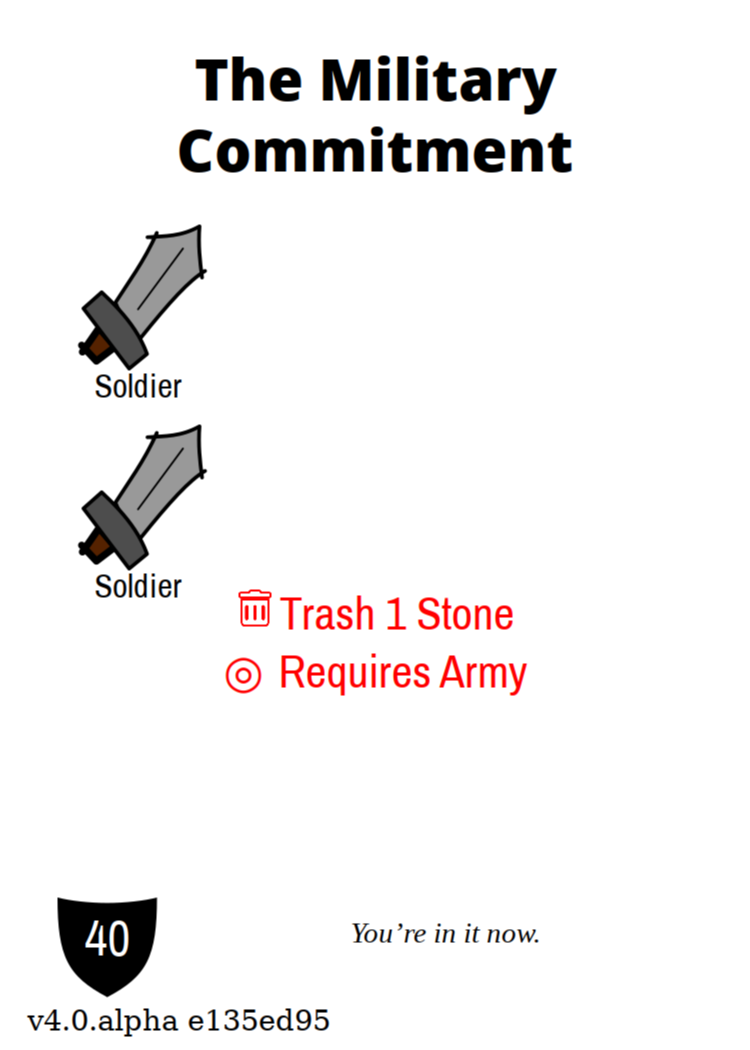 The Military
Commitment
Soldier
Soldier
Trash 1 Stone
Requires Army
40
You’re in it now.
v4.0.alpha e135ed95